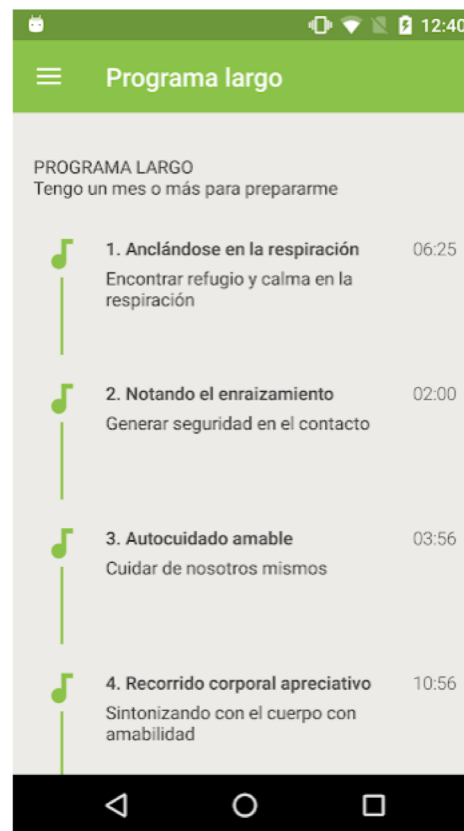 12:40
Programa largo
PROGRAMA LARGO
Tengo un mes o más para prepararme
1. Anclándose en la respiración 06:25
Encontrar refugio y calma en la
respiración
2. Notando el enraizamiento 02:00
Generar seguridad en el contacto
3. Autocuidado amable 03:56
Cuidar de nosotros mismos
4. Recorrido corporal apreciativo 10:56
Sintonizando con el cuerpo con
amabilidad